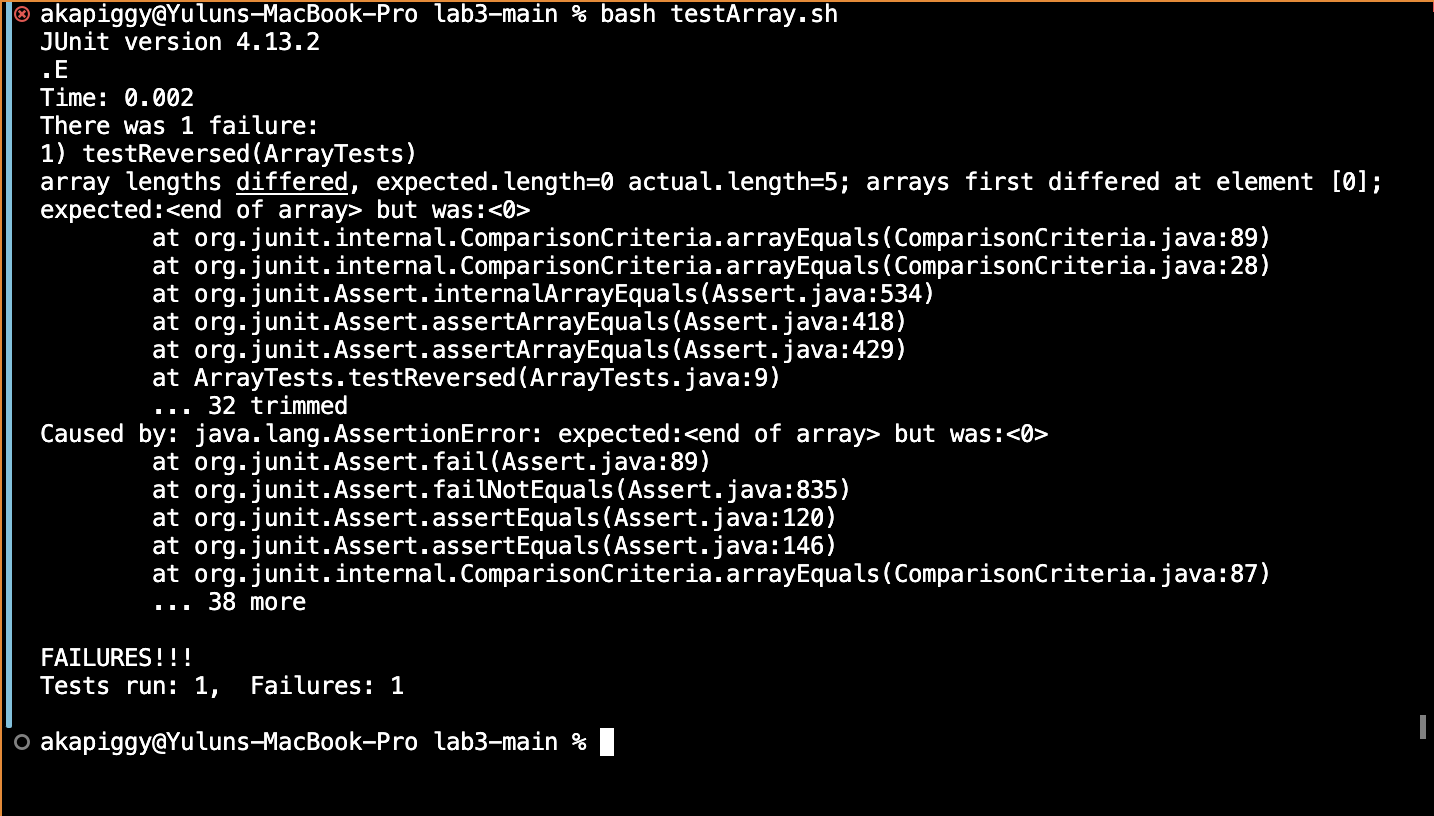 akapiggy@Yuluns-MacBook-Pro lab3-main % bash testArray.sh
JUnit version 4.13.2
.E
Time: 0.002
There was 1 failure:
1) testReversed(ArrayTests)
array lengths differed, expected.length=0 actual.length=5; arrays first differed at element [0];
expected:<end of array> but was:<0>
        at org.junit.internal.ComparisonCriteria.arrayEquals(ComparisonCriteria.java:89)
        at org.junit.internal.ComparisonCriteria.arrayEquals(ComparisonCriteria.java:28)
        at org.junit.Assert.internalArrayEquals(Assert.java:534)
        at org.junit.Assert.assertArrayEquals(Assert.java:418)
        at org.junit.Assert.assertArrayEquals(Assert.java:429)
        at ArrayTests.testReversed(ArrayTests.java:9)
        ... 32 trimmed
Caused by: java.lang.AssertionError: expected:<end of array> but was:<0>
        at org.junit.Assert.fail(Assert.java:89)
        at org.junit.Assert.failNotEquals(Assert.java:835)
        at org.junit.Assert.assertEquals(Assert.java:120)
        at org.junit.Assert.assertEquals(Assert.java:146)
        at org.junit.internal.ComparisonCriteria.arrayEquals(ComparisonCriteria.java:87)
        ... 38 more
FAILURES!!!
Tests run: 1,  Failures: 1
akapiggy@Yuluns-MacBook-Pro lab3-main %